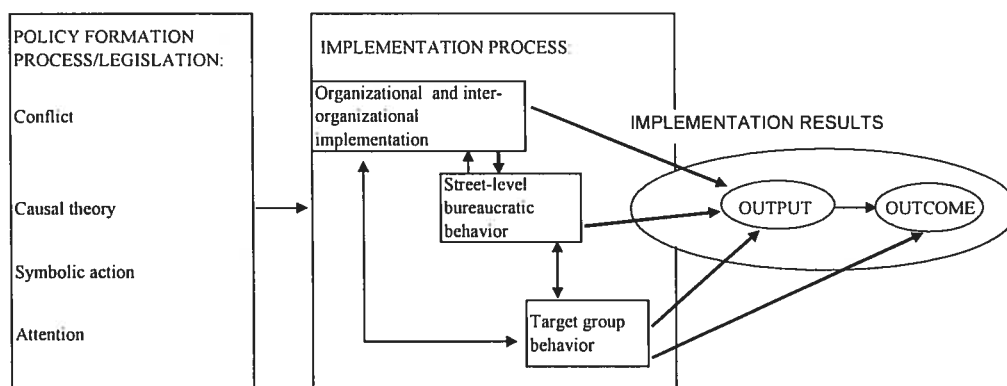 POLICY FORMATION
PROCESS/LEGISLATION:
Conflict
Causal theory
Symbolic action
Attention
IMPLEMENTATION PROCESS:
Organizational and inter-
organizational
implementation
Street-level
bureaucratic
behavior
Target group
behavior
IMPLEMENTATION RESULTS
OUTPUT
OUTCOME